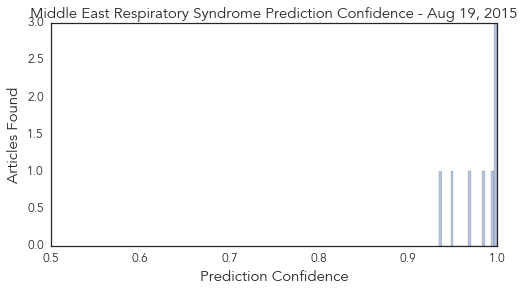 Middle East Respiratory Syndrome Prediction Confidence - Aug 19, 2015
3.0
2.5
2.0
1.5
1.0
0.5
0.0
Articles Found
0.5 0.6 0.7 0.8 0.9 1.0
Prediction Confidence